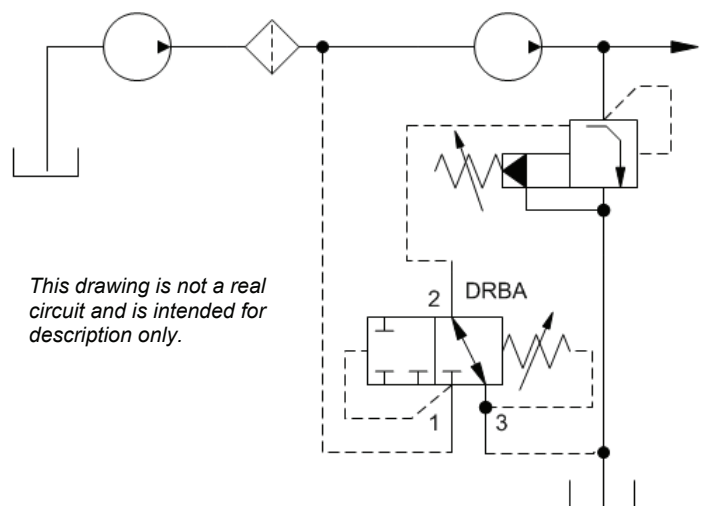 This drawing is not a real
circuit and is intended for
description only.
2 DRBA
1 3